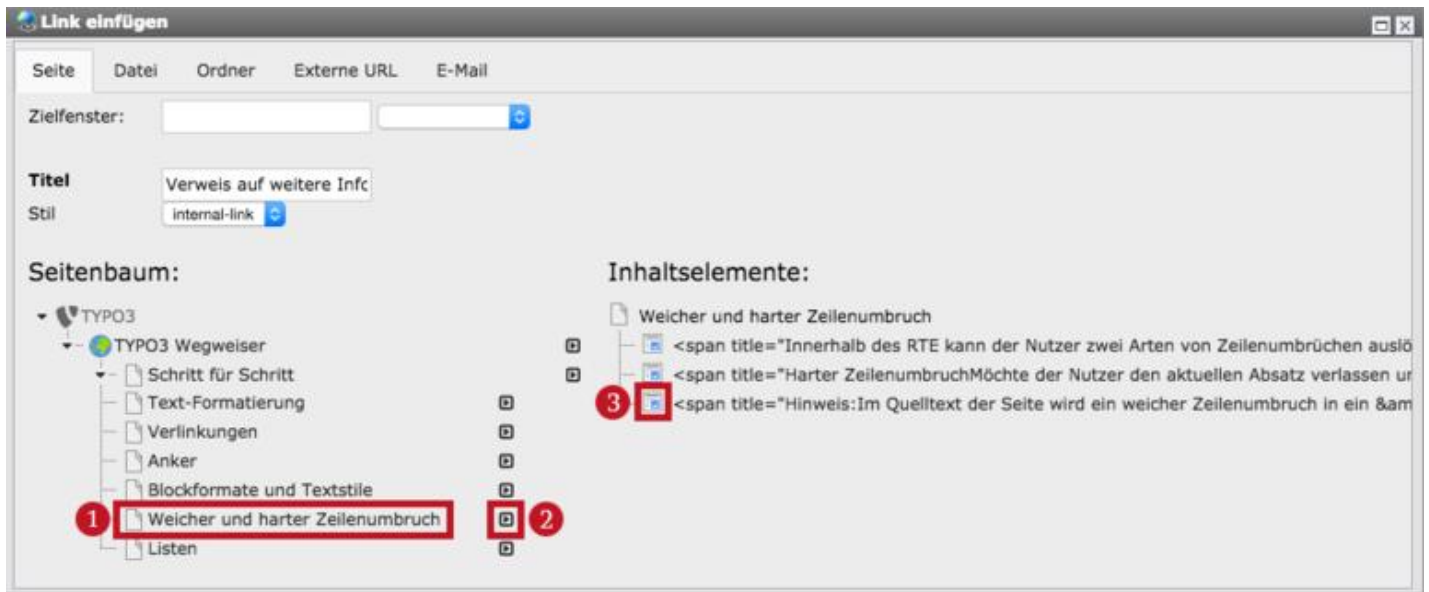 Link einfügen
Seite Datei Ordner Externe URL E-Mail
Zielfenster:
Titel Verweis auf weitere Infc
Stil internal-link
Seitenbaum:
TYPO3
TYPO3 Wegweiser
Schritt für Schritt
Text-Formatierung
Verlinkungen
Anker
Blockformate und Textstile
1 Weicher und harter Zeilenumbruch 2
Listen
Inhaltselemente:
Weicher und harter Zeilenumbruch
<span title="Innerhalb des RTE kann der Nutzer zwei Arten von Zeilenumbrüchen auslö
<span title="Harter ZeilenumbruchMöchte der Nutzer den aktuellen Absatz verlassen ur
3 <span title="Hinweis:Im Quelltext der Seite wird ein weicher Zeilenumbruch in ein &am